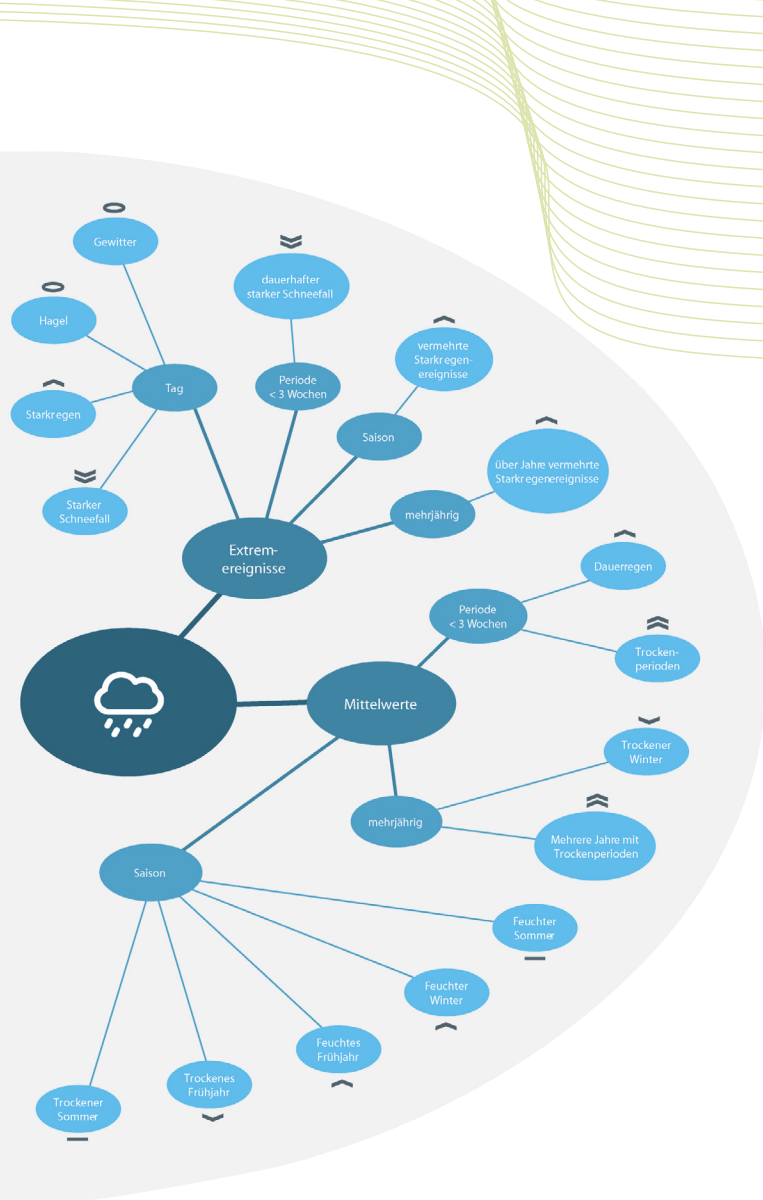 Gewitter
dauerhafter
starker Schneefall
Hagel
vermehrte
Starkregen-
ereignisse
Tag
Periode
< 3 Wochen
Starkregen
Saison
über Jahre vermehrte
Starkregenereignisse
Starker
Schneefall
mehrjährig
Extrem-
ereignisse
Dauerregen
Periode
< 3 Wochen
Trocken-
perioden
Mittelwerte
Trockener
Winter
mehrjährig
Mehrere Jahre mit
Trockenperioden
Saison
Feuchter
Sommer
Feuchter
Winter
Feuchtes
Frühjahr
Trockenes
Frühjahr
Trockener
Sommer